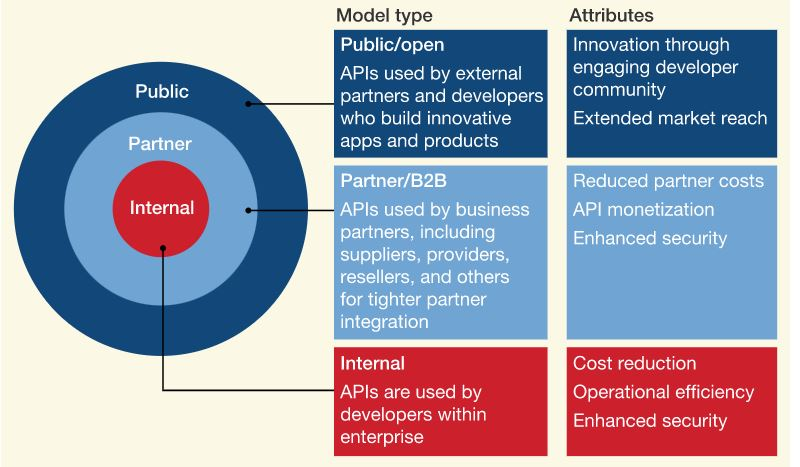 Model type
Attributes
Public
Partner
Internal
Public/open
APIs used by external
partners and developers
who build innovative
apps and products
Innovation through
engaging developer
community
Extended market reach
Partner/B2B
APIs used by business
partners, including
suppliers, providers,
resellers, and others
for tighter partner
integration
Reduced partner costs
API monetization
Enhanced security
Internal
APIs are used by
developers within
enterprise
Cost reduction
Operational efficiency
Enhanced security